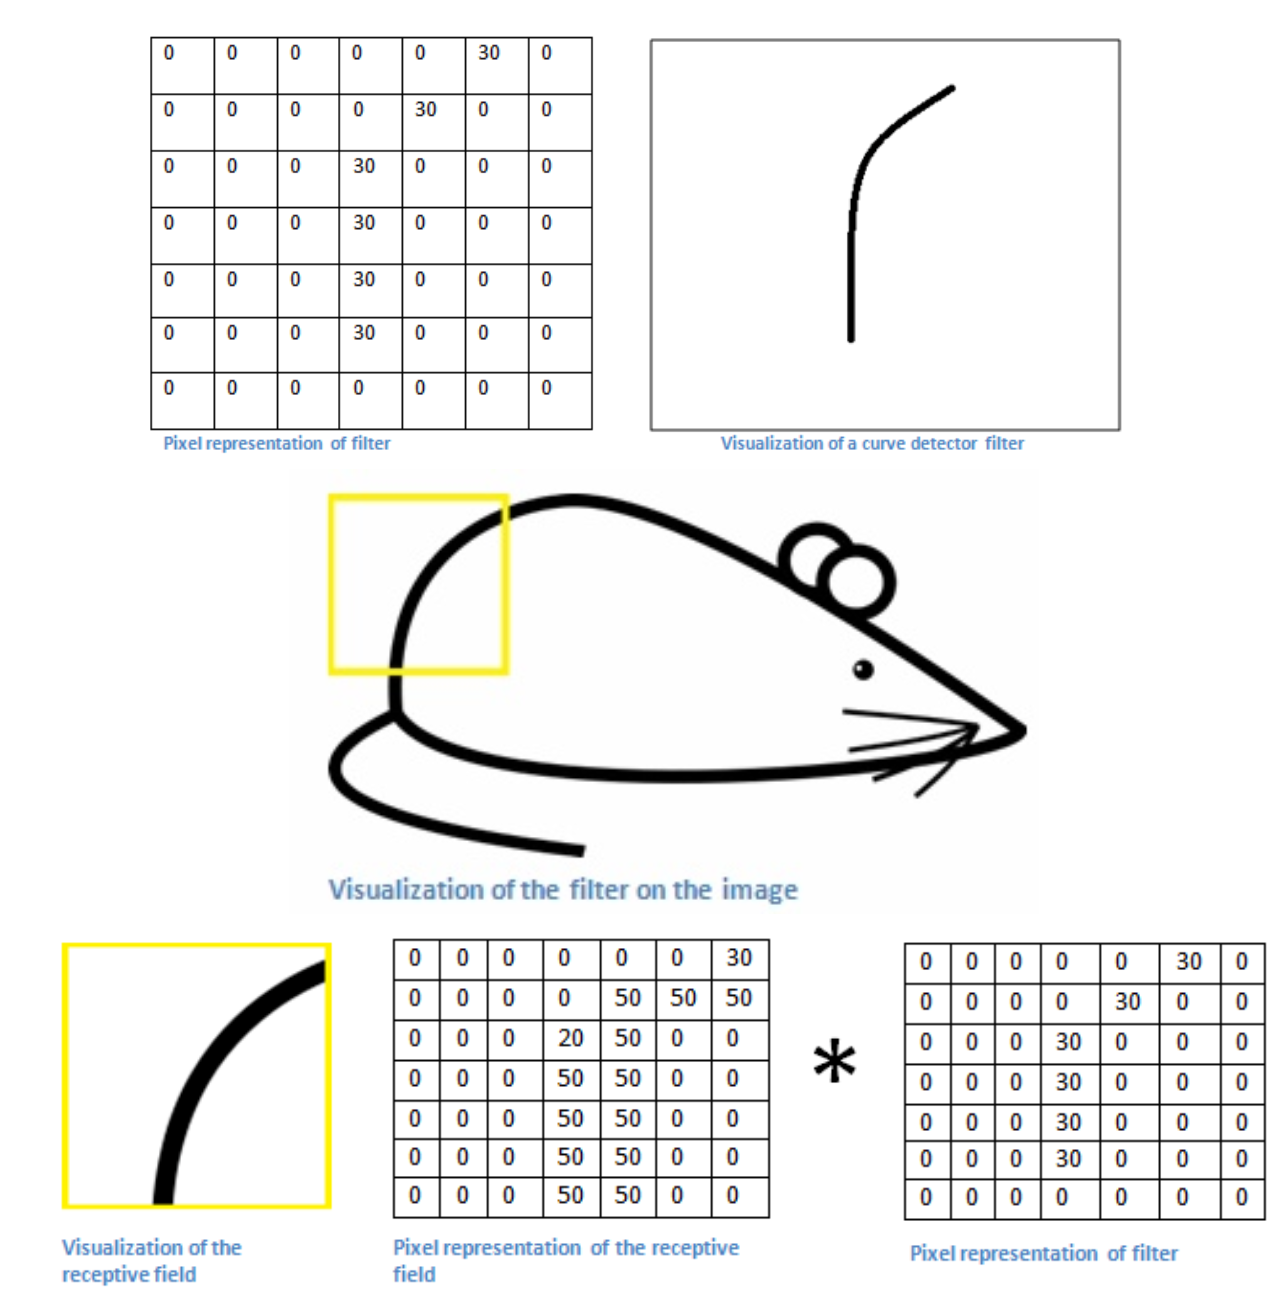 0 0 0 0 0 30 0
0 0 0 0 30 0 0
0 0 0 30 0 0 0
0 0 0 30 0 0 0
0 0 0 30 0 0 0
0 0 0 30 0 0 0
0 0 0 0 0 0 0
Pixel representation of filter
Visualization of a curve detector filter
Visualization of the filter on the image
0 0 0 0 0 0 30
0 0 0 0 50 50 50
0 0 0 20 50 0 0
0 0 0 50 50 0 0
0 0 0 50 50 0 0
0 0 0 50 50 0 0
0 0 0 50 50 0 0
*
0 0 0 0 0 30 0
0 0 0 0 30 0 0
0 0 0 30 0 0 0
0 0 0 30 0 0 0
0 0 0 30 0 0 0
0 0 0 30 0 0 0
0 0 0 0 0 0 0
Visualization of the
receptive field
Pixel representation of the receptive
field
Pixel representation of filter